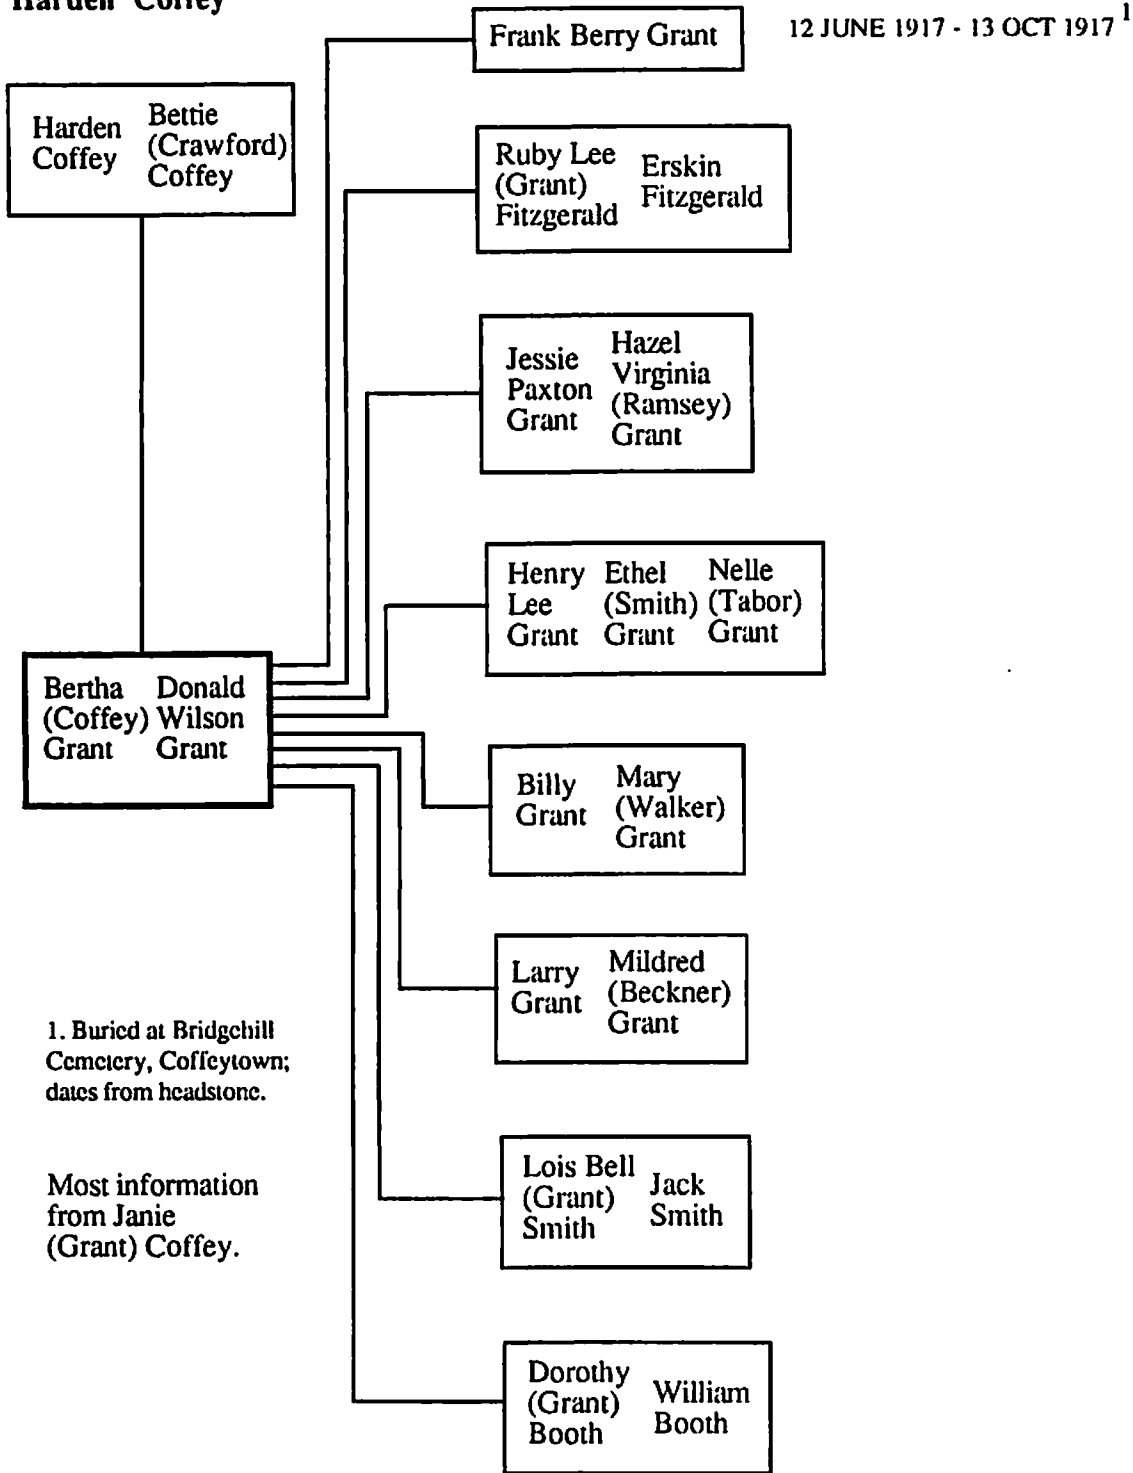 Harden Coffey
Frank Berry Grant
12 JUNE 1917 - 13 OCT 1917 1
Harden
Coffey
Bettie
(Crawford)
Coffey
Ruby Lee
(Grant)
Fitzgerald
Erskin
Fitzgerald
Jessie
Paxton
Grant
Hazel
Virginia
(Ramsey)
Grant
Henry
Lee
Grant
Ethel
(Smith)
Grant
Nelle
(Tabor)
Grant
Bertha
(Coffey)
Grant
Donald
Wilson
Grant
Billy
Grant
Mary
(Walker)
Grant
Larry
Grant
Mildred
(Beckner)
Grant
1. Buried at Bridgehill
Cemetery, Coffeytown;
dates from headstone.
Most information
from Janie
(Grant) Coffey.
Lois Bell
(Grant)
Smith
Jack
Smith
Dorothy
(Grant)
Booth
William
Booth